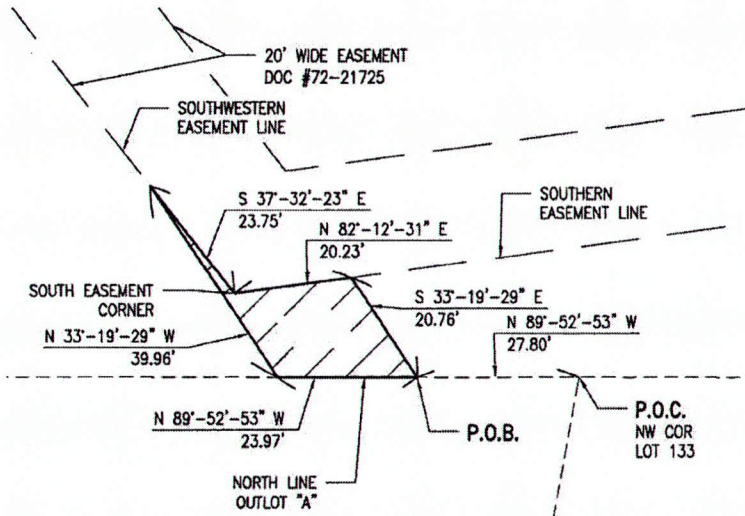 20' WIDE EASEMENT
DOC #72-21725
SOUTHWESTERN
EASEMENT LINE
S 37'-32'-23" E
23.75'
SOUTHERN
EASEMENT LINE
N 82'-12'-31" E
20.23'
SOUTH EASEMENT
CORNER
S 33'-19'-29" E
20.76'
N 33'-19'-29" W
39.96'
N 89'-52'-53" W
27.80'
N 89'-52'-53" W
23.97'
P.O.B.
P.O.C.
NW COR
LOT 133
NORTH LINE
OUTLOT "A"